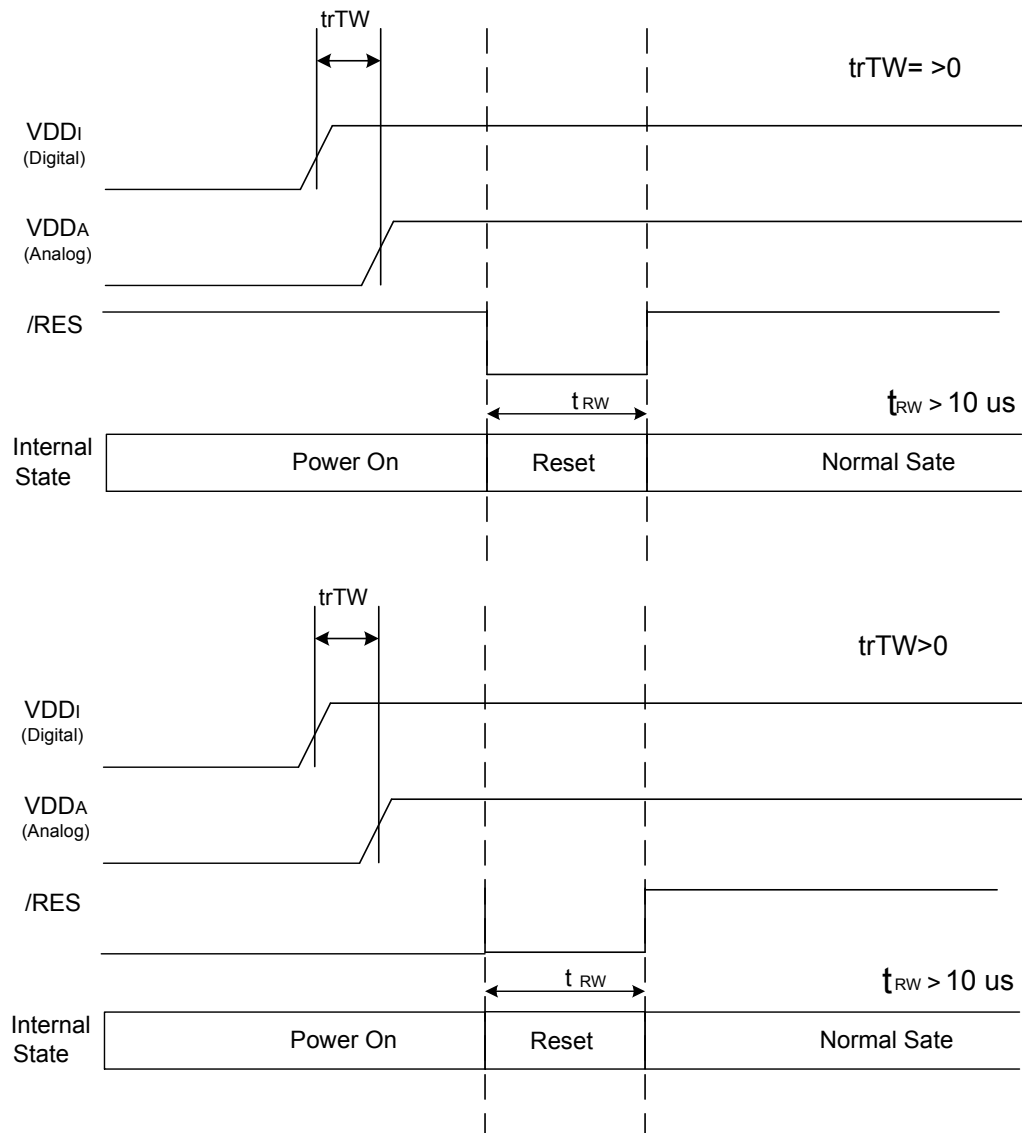 trTW
trTW= >0
VDDI
(Digital)
VDDA
(Analog)
/RES
tRW
tRW > 10 us
Internal
State
Power On
Reset
Normal Sate
trTW
trTW>0
VDDI
(Digital)
VDDA
(Analog)
/RES
t RW
tRW > 10 us
Internal
State
Power On
Reset
Normal Sate